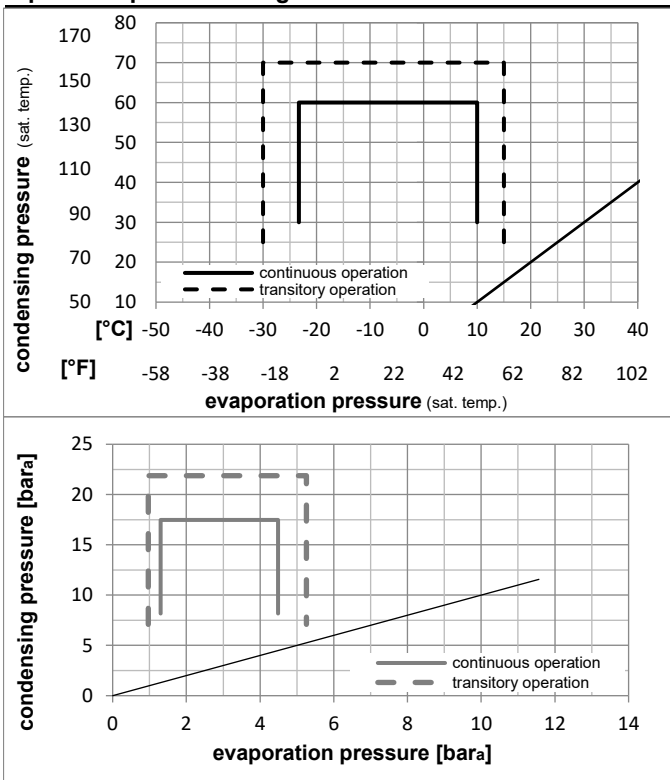 80
170 70
150 60
130 50
110 40
90 30
70 20
50 10
condensing pressure (sat. temp.)
continuous operation
transitory operation
[°C] -50 -40 -30 -20 -10 0 10 20 30 40
[°F] -58 -38 -18 2 22 42 62 82 102
evaporation pressure (sat. temp.)
25
20
15
10
5
0
condensing pressure [bara]
continuous operation
transitory operation
0 2 4 6 8 10 12 14
evaporation pressure [bara]